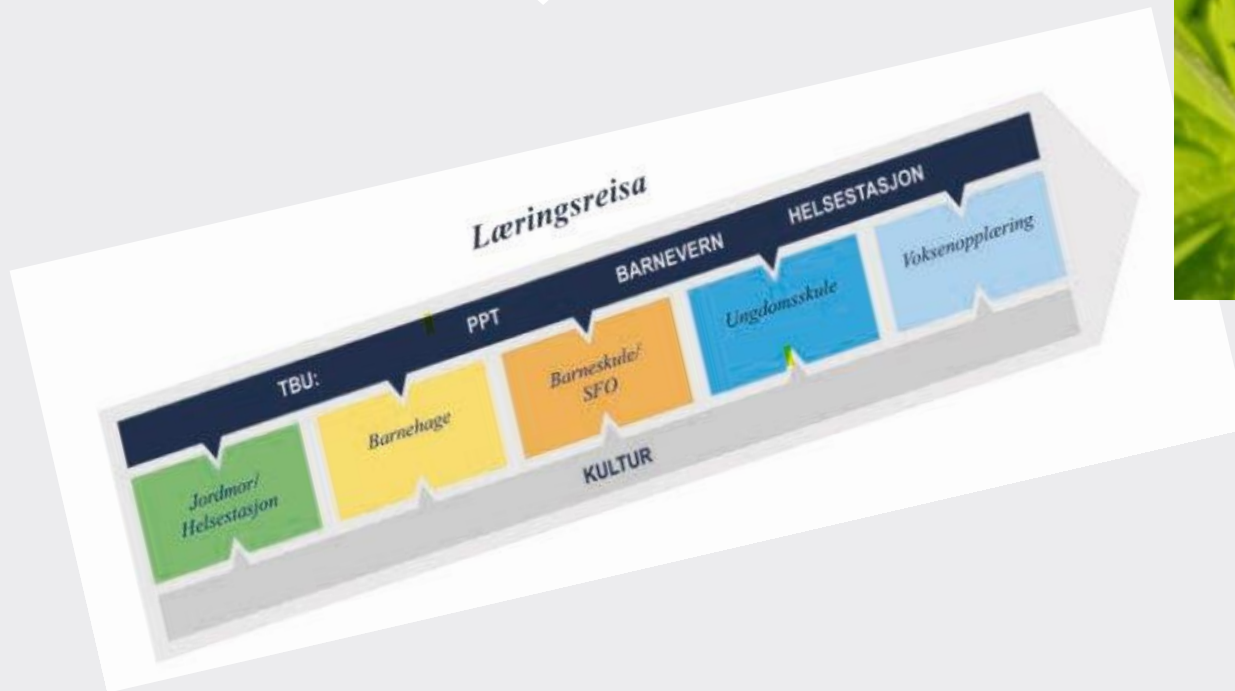 Læringsreisa
TBU: PPT BARNEVERN HELSESTASJON
Jordmor/
Helsestasjon
Barnehage
Barneskule/
SFO
Ungdomsskule
Voksenopplæring
KULTUR